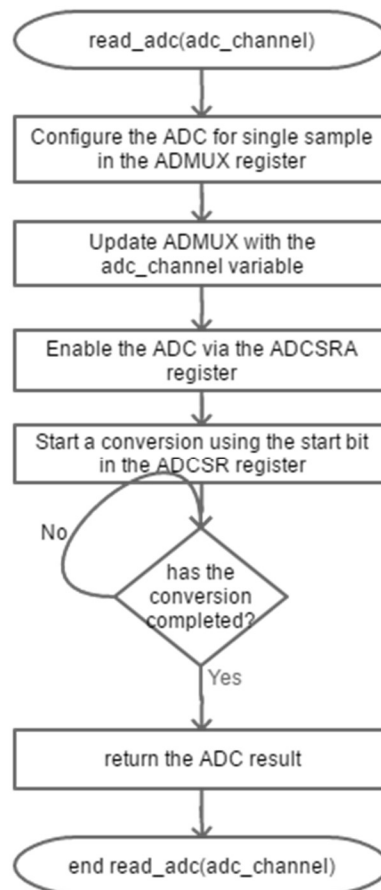 read_adc(adc_channel)
Configure the ADC for single sample
in the ADMUX register
Update ADMUX with the
adc_channel variable
Enable the ADC via the ADCSRA
register
Start a conversion using the start bit
in the ADCSR register
No
has the
conversion
completed?
Yes
return the ADC result
end read_adc(adc_channel)